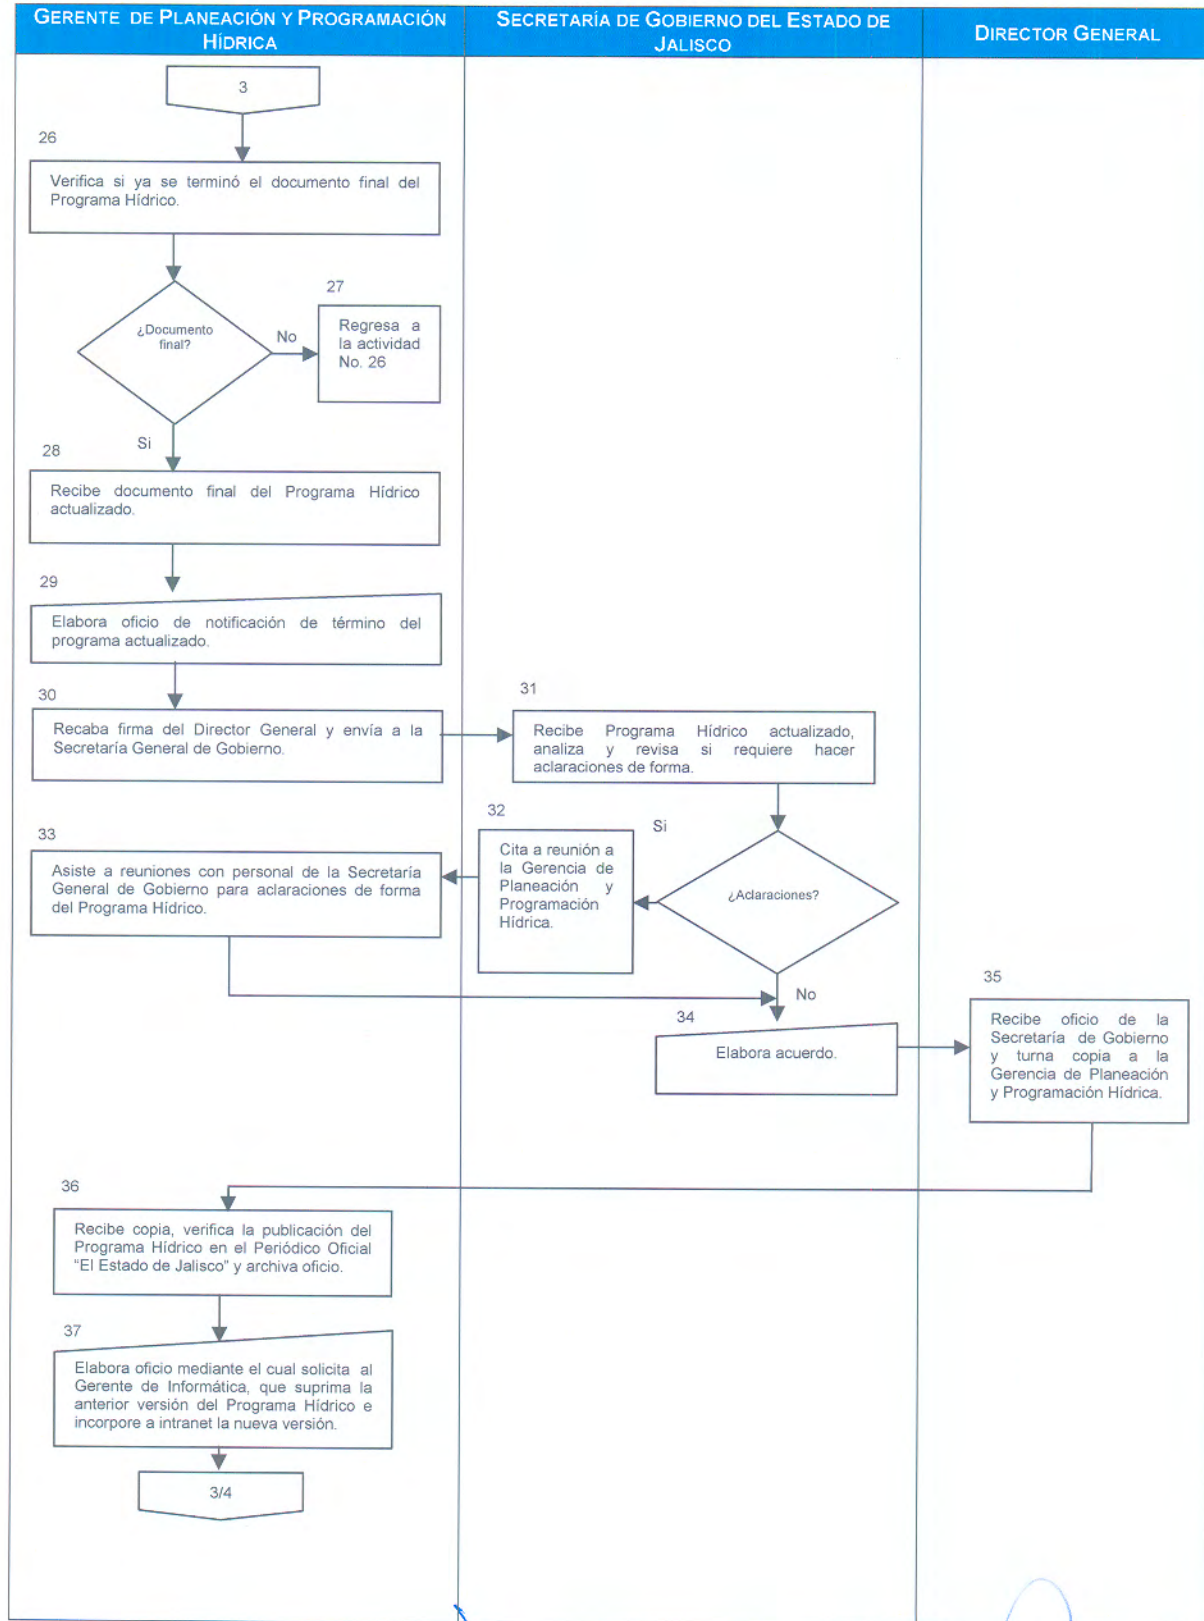 GERENTE DE PLANEACIÓN Y PROGRAMACIÓN
HÍDRICA
SECRETARÍA DE GOBIERNO DEL ESTADO DE
JALISCO
DIRECTOR GENERAL
3
26
Verifica si ya se terminó el documento final del
Programa Hídrico.
¿Documento
final?
No
27
Regresa a
la actividad
No. 26
Si
28
Recibe documento final del Programa Hídrico
actualizado.
29
Elabora oficio de notificación de término del
programa actualizado.
30
Recaba firma del Director General y envía a la
Secretaría General de Gobierno.
31
Recibe Programa Hídrico actualizado,
analiza y revisa si requiere hacer
aclaraciones de forma.
32
Cita a reunión a
la Gerencia de
Planeación y
Programación
Hídrica.
Si
¿Aclaraciones?
33
Asiste a reuniones con personal de la Secretaría
General de Gobierno para aclaraciones de forma
del Programa Hídrico.
No
34
Elabora acuerdo.
35
Recibe oficio de la
Secretaría de Gobierno
y turna copia a la
Gerencia de Planeación
y Programación Hídrica.
36
Recibe copia, verifica la publicación del
Programa Hídrico en el Periódico Oficial
"El Estado de Jalisco" y archiva oficio.
37
Elabora oficio mediante el cual solicita al
Gerente de Informática, que suprima la
anterior versión del Programa Hídrico e
incorpore a intranet la nueva versión.
3/4